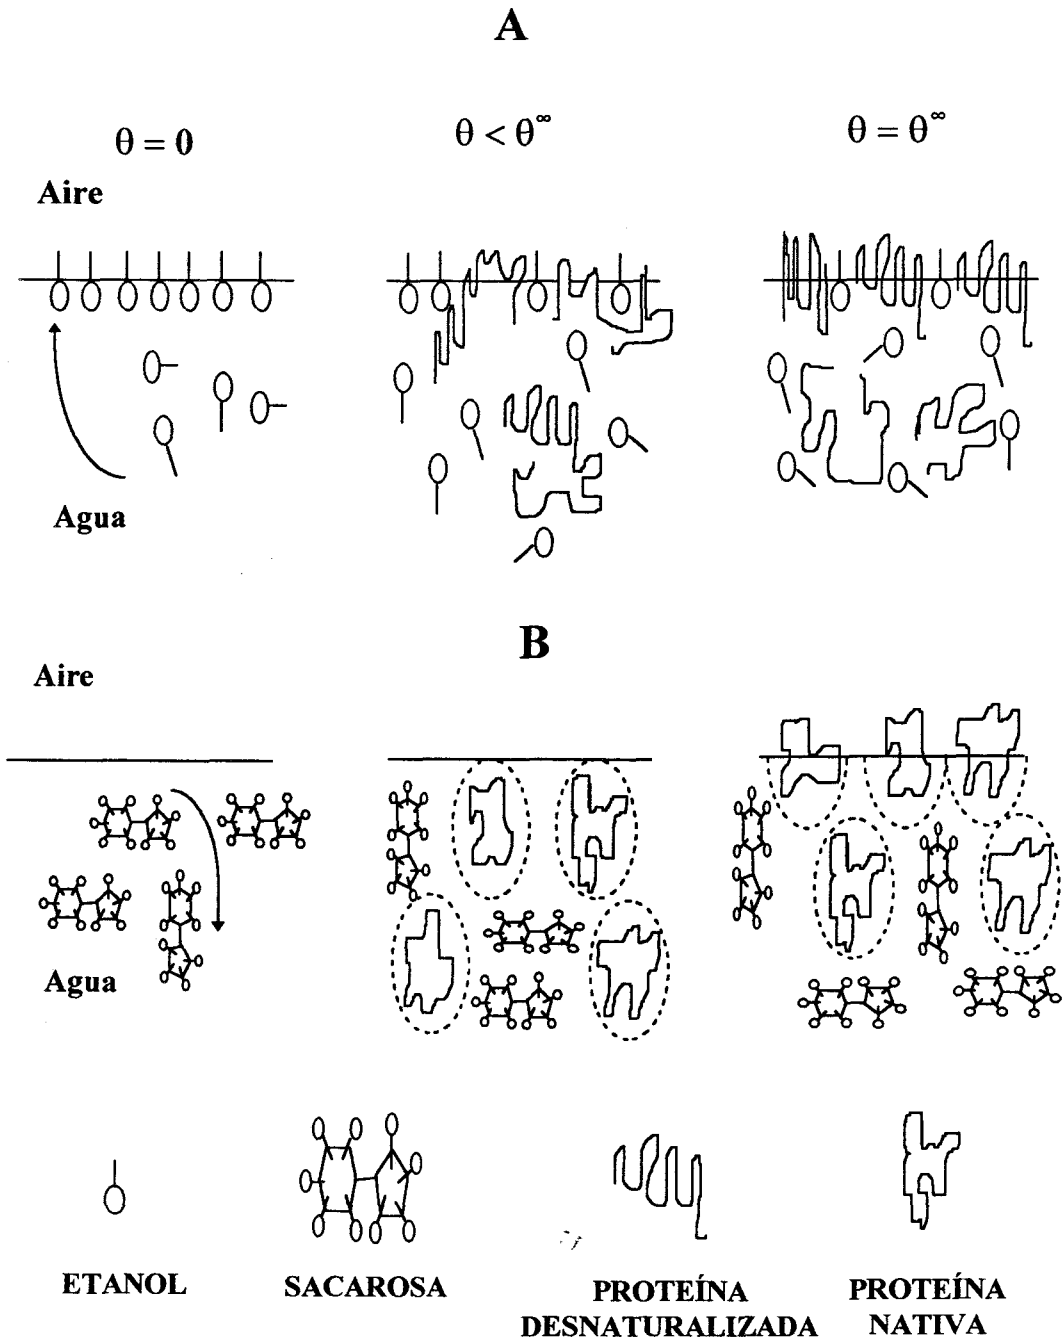 A
θ = 0
θ < θ∞
θ = θ∞
Aire
Agua
B
Aire
Agua
ETANOL
SACAROSA
PROTEÍNA
DESNATURALIZADA
PROTEÍNA
NATIVA